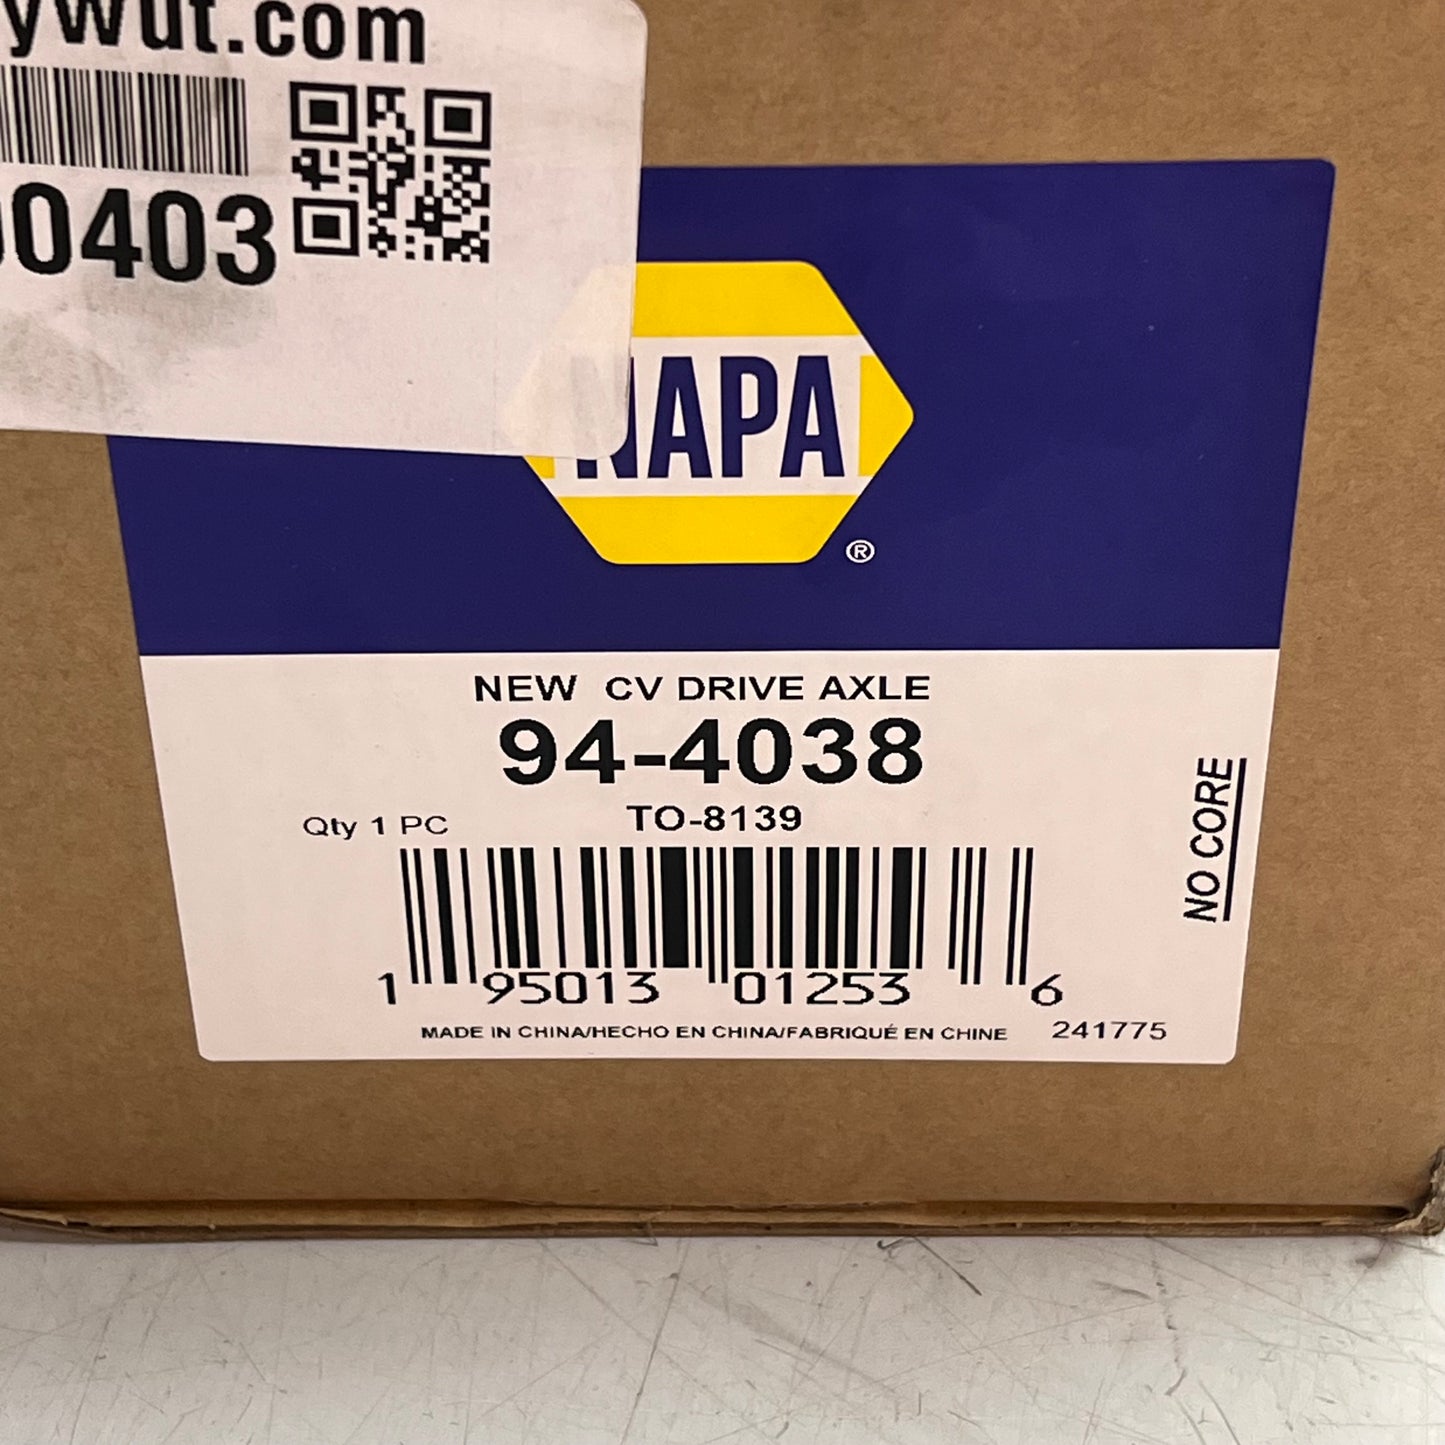 ywut.com
0403
NAPA
®
NEW CV DRIVE AXLE
94-4038
Qty 1 PC
TO-8139
NO CORE
1 95013 01253 6
MADE IN CHINA/HECHO EN CHINA/FABRIQUÉ EN CHINE 241775